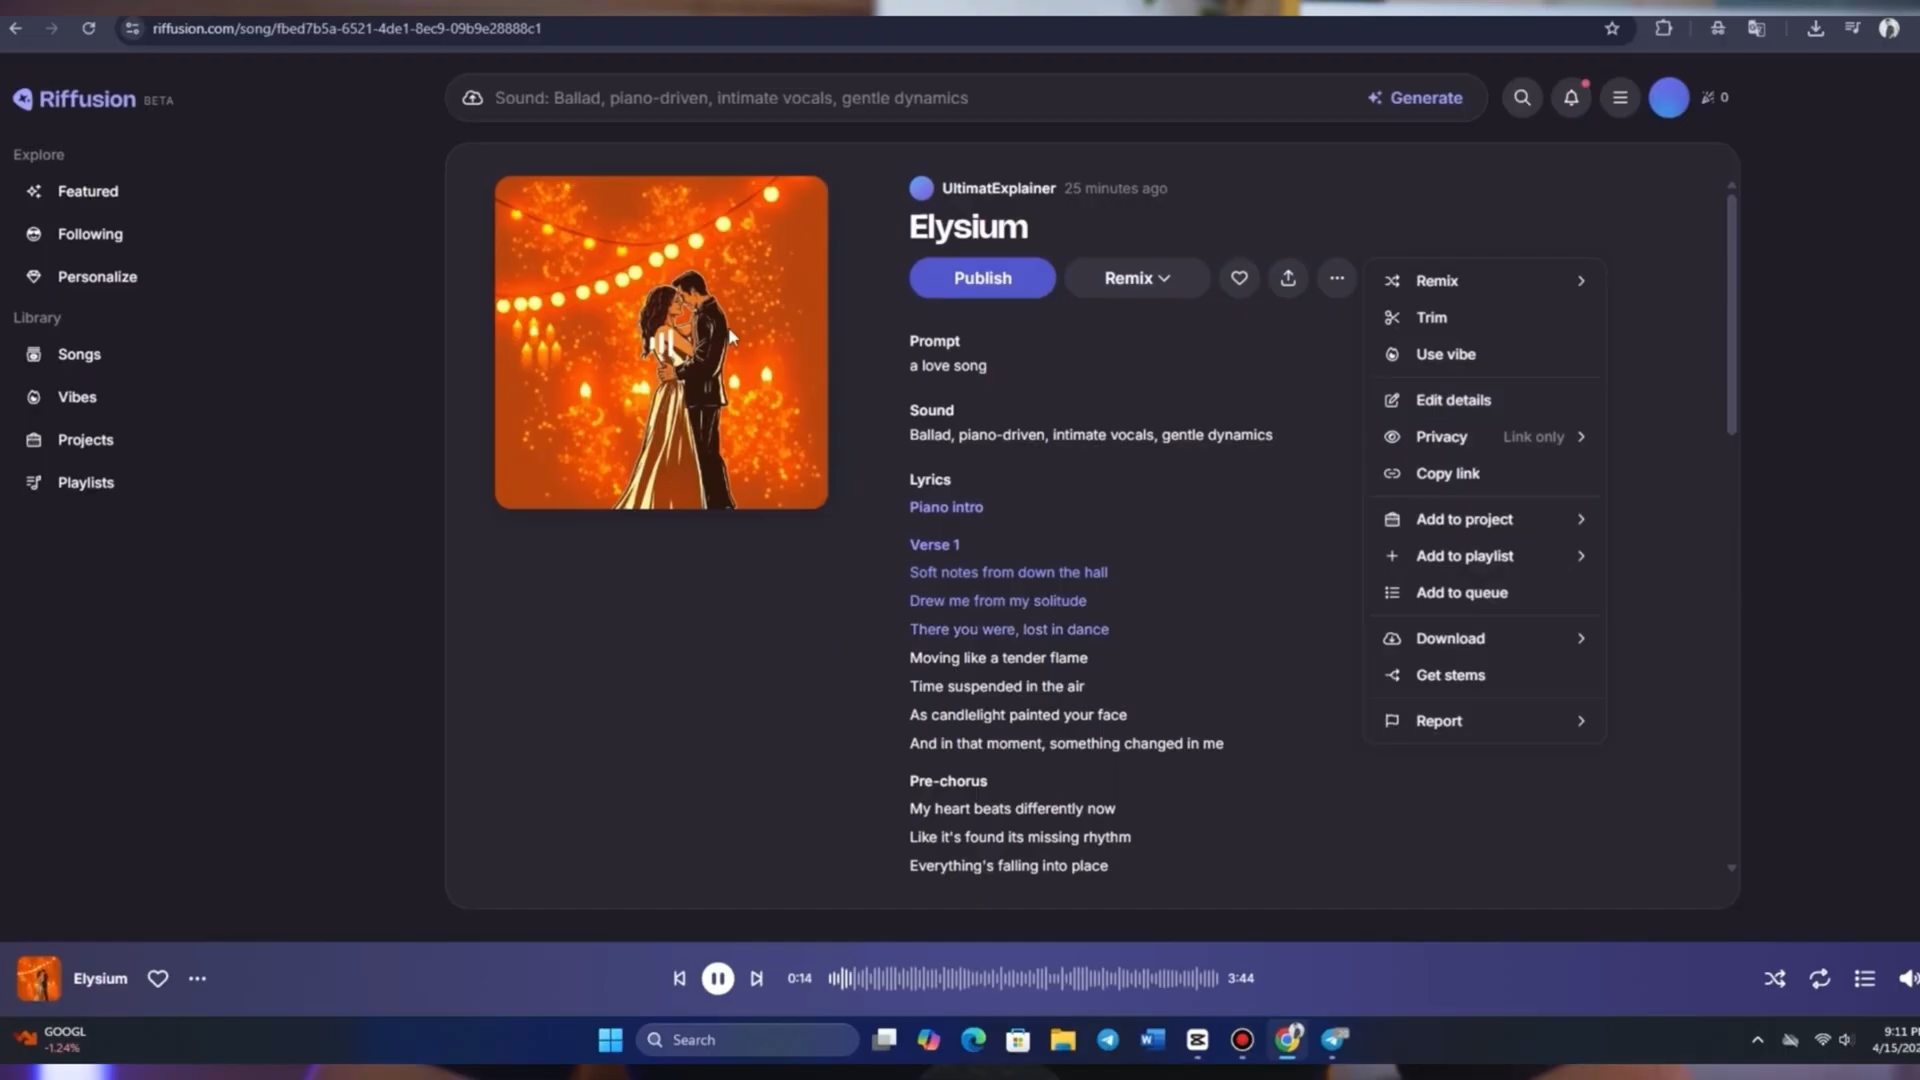 riffusion.com/song/fbed7b5a-6521-4de1-8ec9-09b9e28888c1
Riffusion BETA
Sound: Ballad, piano-driven, intimate vocals, gentle dynamics
Generate
0
Explore
Featured
Following
Personalize
Library
Songs
Vibes
Projects
Playlists
UltimatExplainer 25 minutes ago
Elysium
Publish
Remix
Prompt
a love song
Sound
Ballad, piano-driven, intimate vocals, gentle dynamics
Lyrics
Piano intro
Verse 1
Soft notes from down the hall
Drew me from my solitude
There you were, lost in dance
Moving like a tender flame
Time suspended in the air
As candlelight painted your face
And in that moment, something changed in me
Pre-chorus
My heart beats differently now
Like it's found its missing rhythm
Everything's falling into place
Remix
Trim
Use vibe
Edit details
Privacy Link only
Copy link
Add to project
Add to playlist
Add to queue
Download
Get stems
Report
Elysium
0:14
3:44
GOOGL
-1.24%
Search
9:11
4/15/202